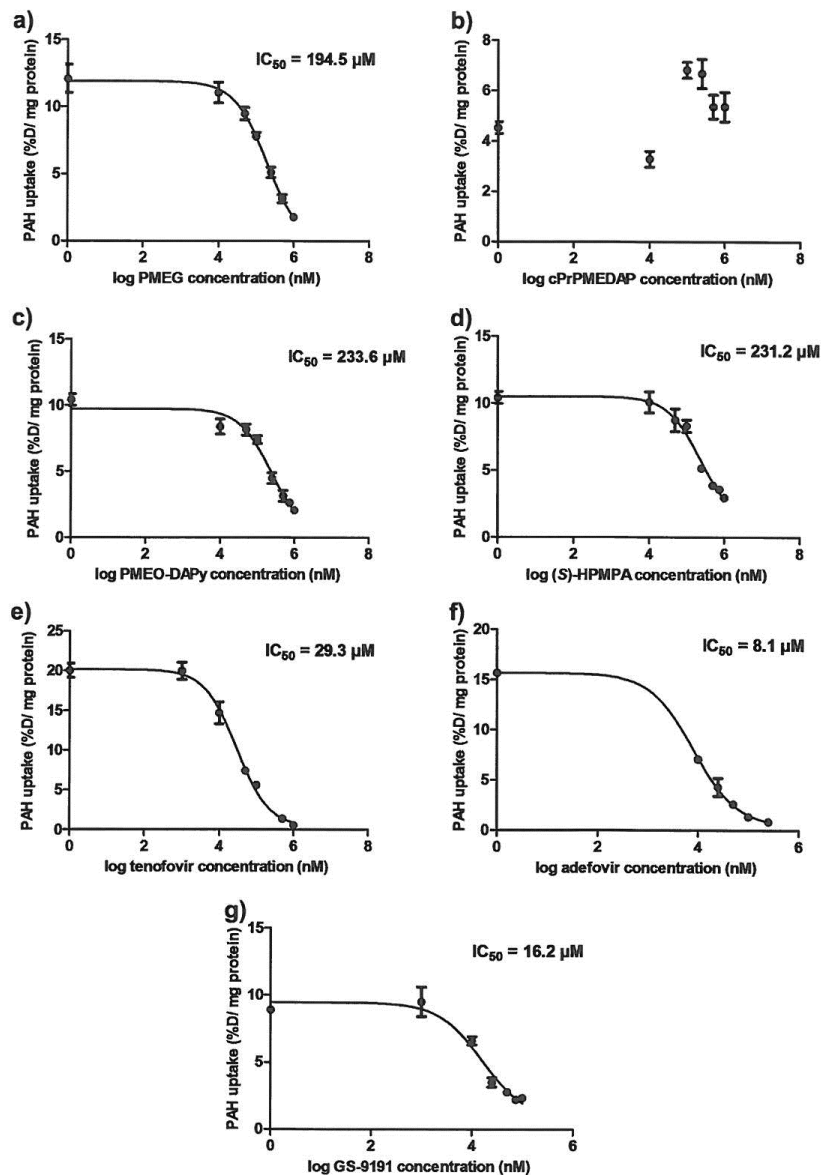 a)
IC50 = 194.5 µM
PAH uptake (%D/ mg protein)
15
10
5
0
0 2 4 6 8
log PMEG concentration (nM)
b)
PAH uptake (%D/ mg protein)
8
6
4
2
0
0 2 4 6 8
log cPrPMEDAP concentration (nM)
c)
IC50 = 233.6 µM
PAH uptake (%D/ mg protein)
15
10
5
0
0 2 4 6 8
log PMEO-DAPy concentration (nM)
d)
IC50 = 231.2 µM
PAH uptake (%D/ mg protein)
15
10
5
0
0 2 4 6 8
log (S)-HPMPA concentration (nM)
e)
IC50 = 29.3 µM
PAH uptake (%D/ mg protein)
25
20
15
10
5
0
0 2 4 6 8
log tenofovir concentration (nM)
f)
IC50 = 8.1 µM
PAH uptake (%D/ mg protein)
20
15
10
5
0
0 2 4 6
log adefovir concentration (nM)
g)
IC50 = 16.2 µM
PAH uptake (%D/ mg protein)
15
10
5
0
0 2 4 6
log GS-9191 concentration (nM)